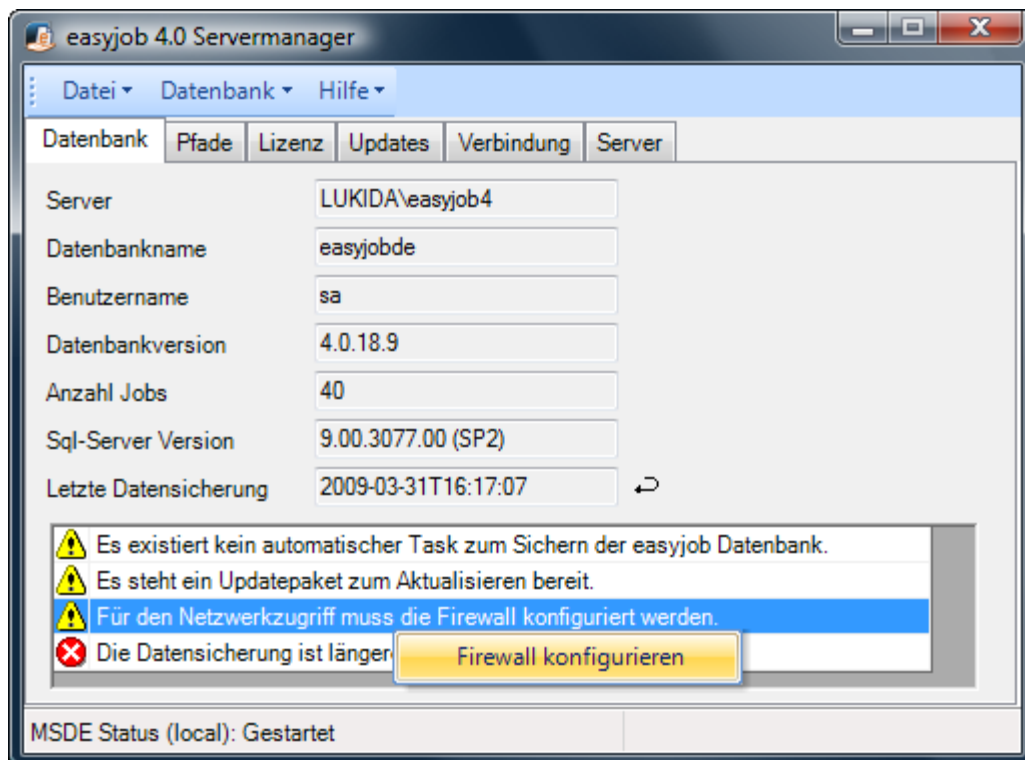 easyjob 4.0 Servermanager
Datei Datenbank Hilfe
Datenbank Pfade Lizenz Updates Verbindung Server
Server LUKIDA\easyjob4
Datenbankname easyjobde
Benutzername sa
Datenbankversion 4.0.18.9
Anzahl Jobs 40
Sql-Server Version 9.00.3077.00 (SP2)
Letzte Datensicherung 2009-03-31T16:17:07
Es existiert kein automatischer Task zum Sichern der easyjob Datenbank.
Es steht ein Updatepaket zum Aktualisieren bereit.
Für den Netzwerkzugriff muss die Firewall konfiguriert werden.
Die Datensicherung ist
Firewall konfigurieren
MSDE Status (local): Gestartet